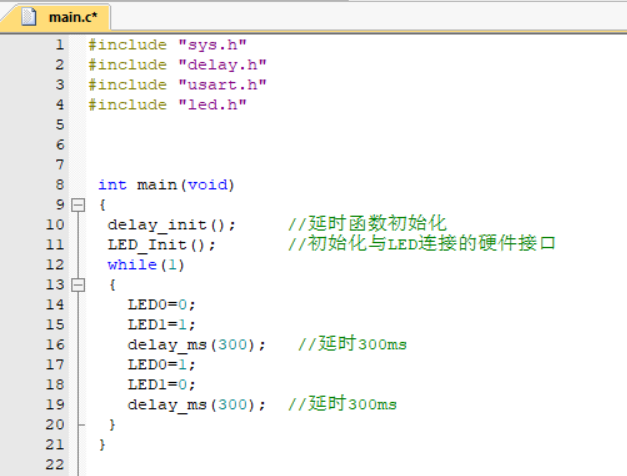 main.c*
1 #include "sys.h"
2 #include "delay.h"
3 #include "usart.h"
4 #include "led.h"
5
6
7
8 int main(void)
9 {
10 delay_init(); //延时函数初始化
11 LED_Init(); //初始化与LED连接的硬件接口
12 while(1)
13 {
14 LED0=0;
15 LED1=1;
16 delay_ms(300); //延时300ms
17 LED0=1;
18 LED1=0;
19 delay_ms(300); //延时300ms
20 }
21 }
22